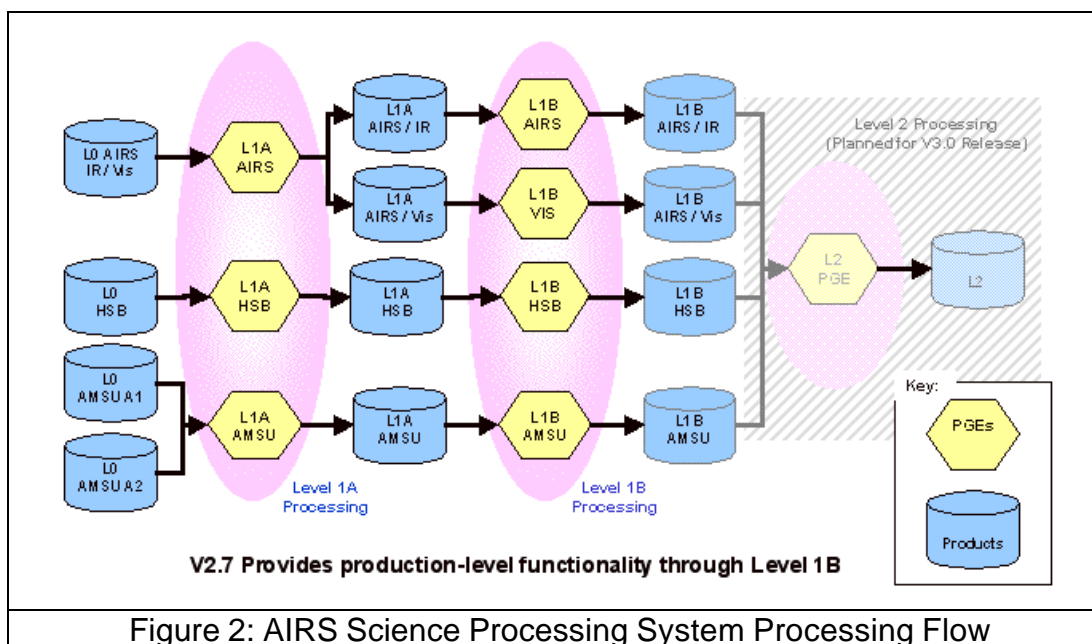 L0 AIRS
IR / Vis
L1A
AIRS
L1A
AIRS / IR
L1B
AIRS
L1B
AIRS / IR
Level 2 Processing
(Planned for V3.0 Release)
L1A
AIRS / Vis
L1B
VIS
L1B
AIRS / Vis
L2
PGE
L2
L0
HSB
L1A
HSB
L1A
HSB
L1B
HSB
L1B
HSB
L0
AMSU A1
L0
AMSU A2
L1A
AMSU
L1A
AMSU
L1B
AMSU
L1B
AMSU
Key:
PGEs
Products
Level 1A
Processing
Level 1B
Processing
V2.7 Provides production-level functionality through Level 1B
Figure 2: AIRS Science Processing System Processing Flow